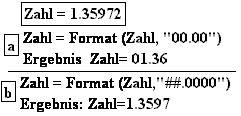 Zahl = 1.35972
a Zahl = Format (Zahl, "00.00")
Ergebnis Zahl= 01.36
b Zahl = Format (Zahl,"##.0000")
Ergebnis: Zahl=1.3597